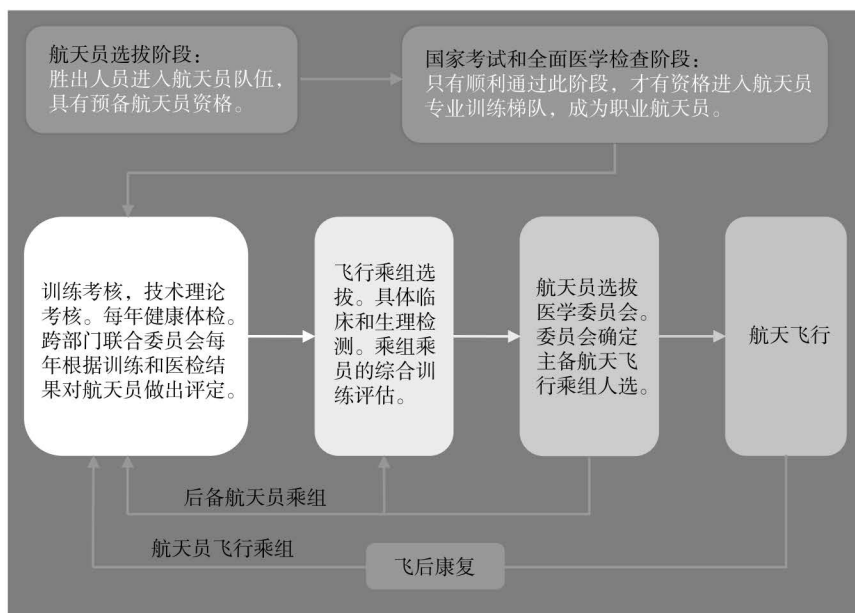 航天员选拔阶段：
胜出人员进入航天员队伍，
具有预备航天员资格。
国家考试和全面医学检查阶段：
只有顺利通过此阶段，才有资格进入航天员
专业训练梯队，成为职业航天员。
训练考核，技术理论
考核。每年健康体检。
跨部门联合委员会每
年根据训练和医检结
果对航天员做出评定。
飞行乘组选
拔。具体临
床和生理检
测。乘组乘
员的综合训
练评估。
航天员选拔
医学委员会。
委员会确定
主备航天飞
行乘组人选。
航天飞行
后备航天员乘组
航天员飞行乘组
飞后康复